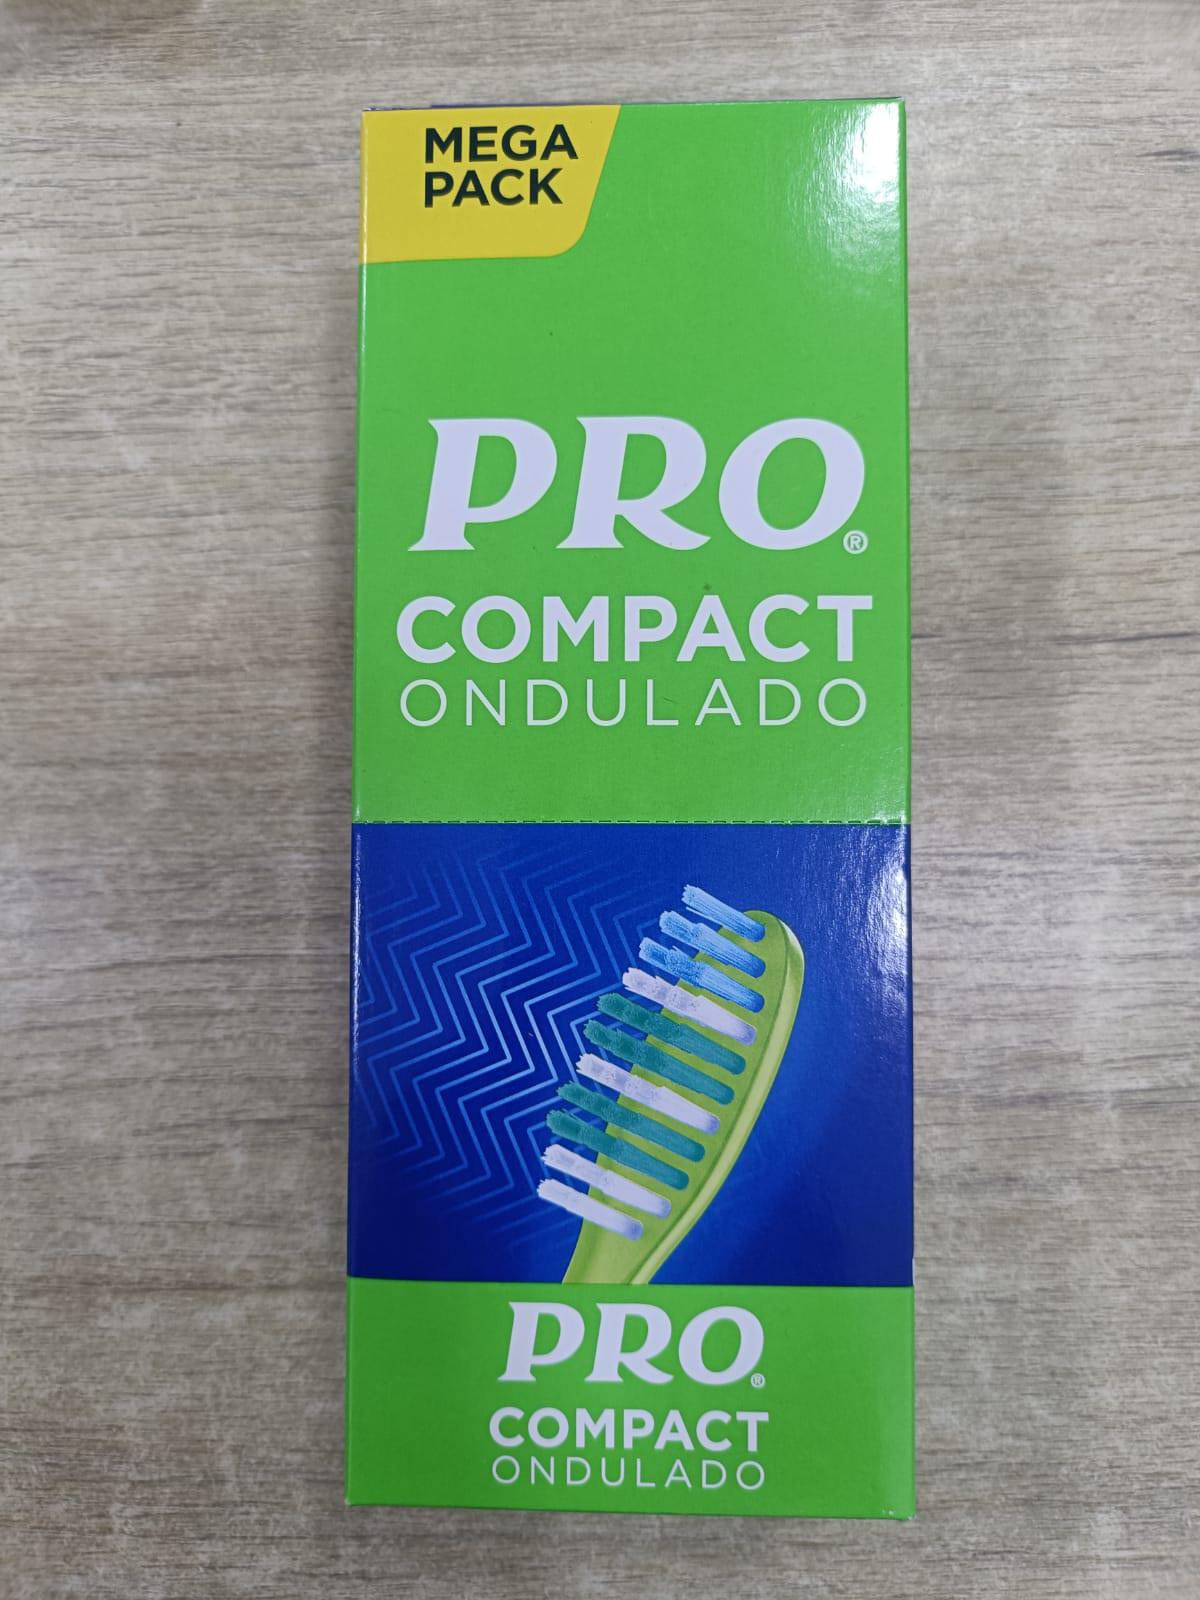 MEGA
PACK
PRO®
COMPACT
ONDULADO
PRO®
COMPACT
ONDULADO